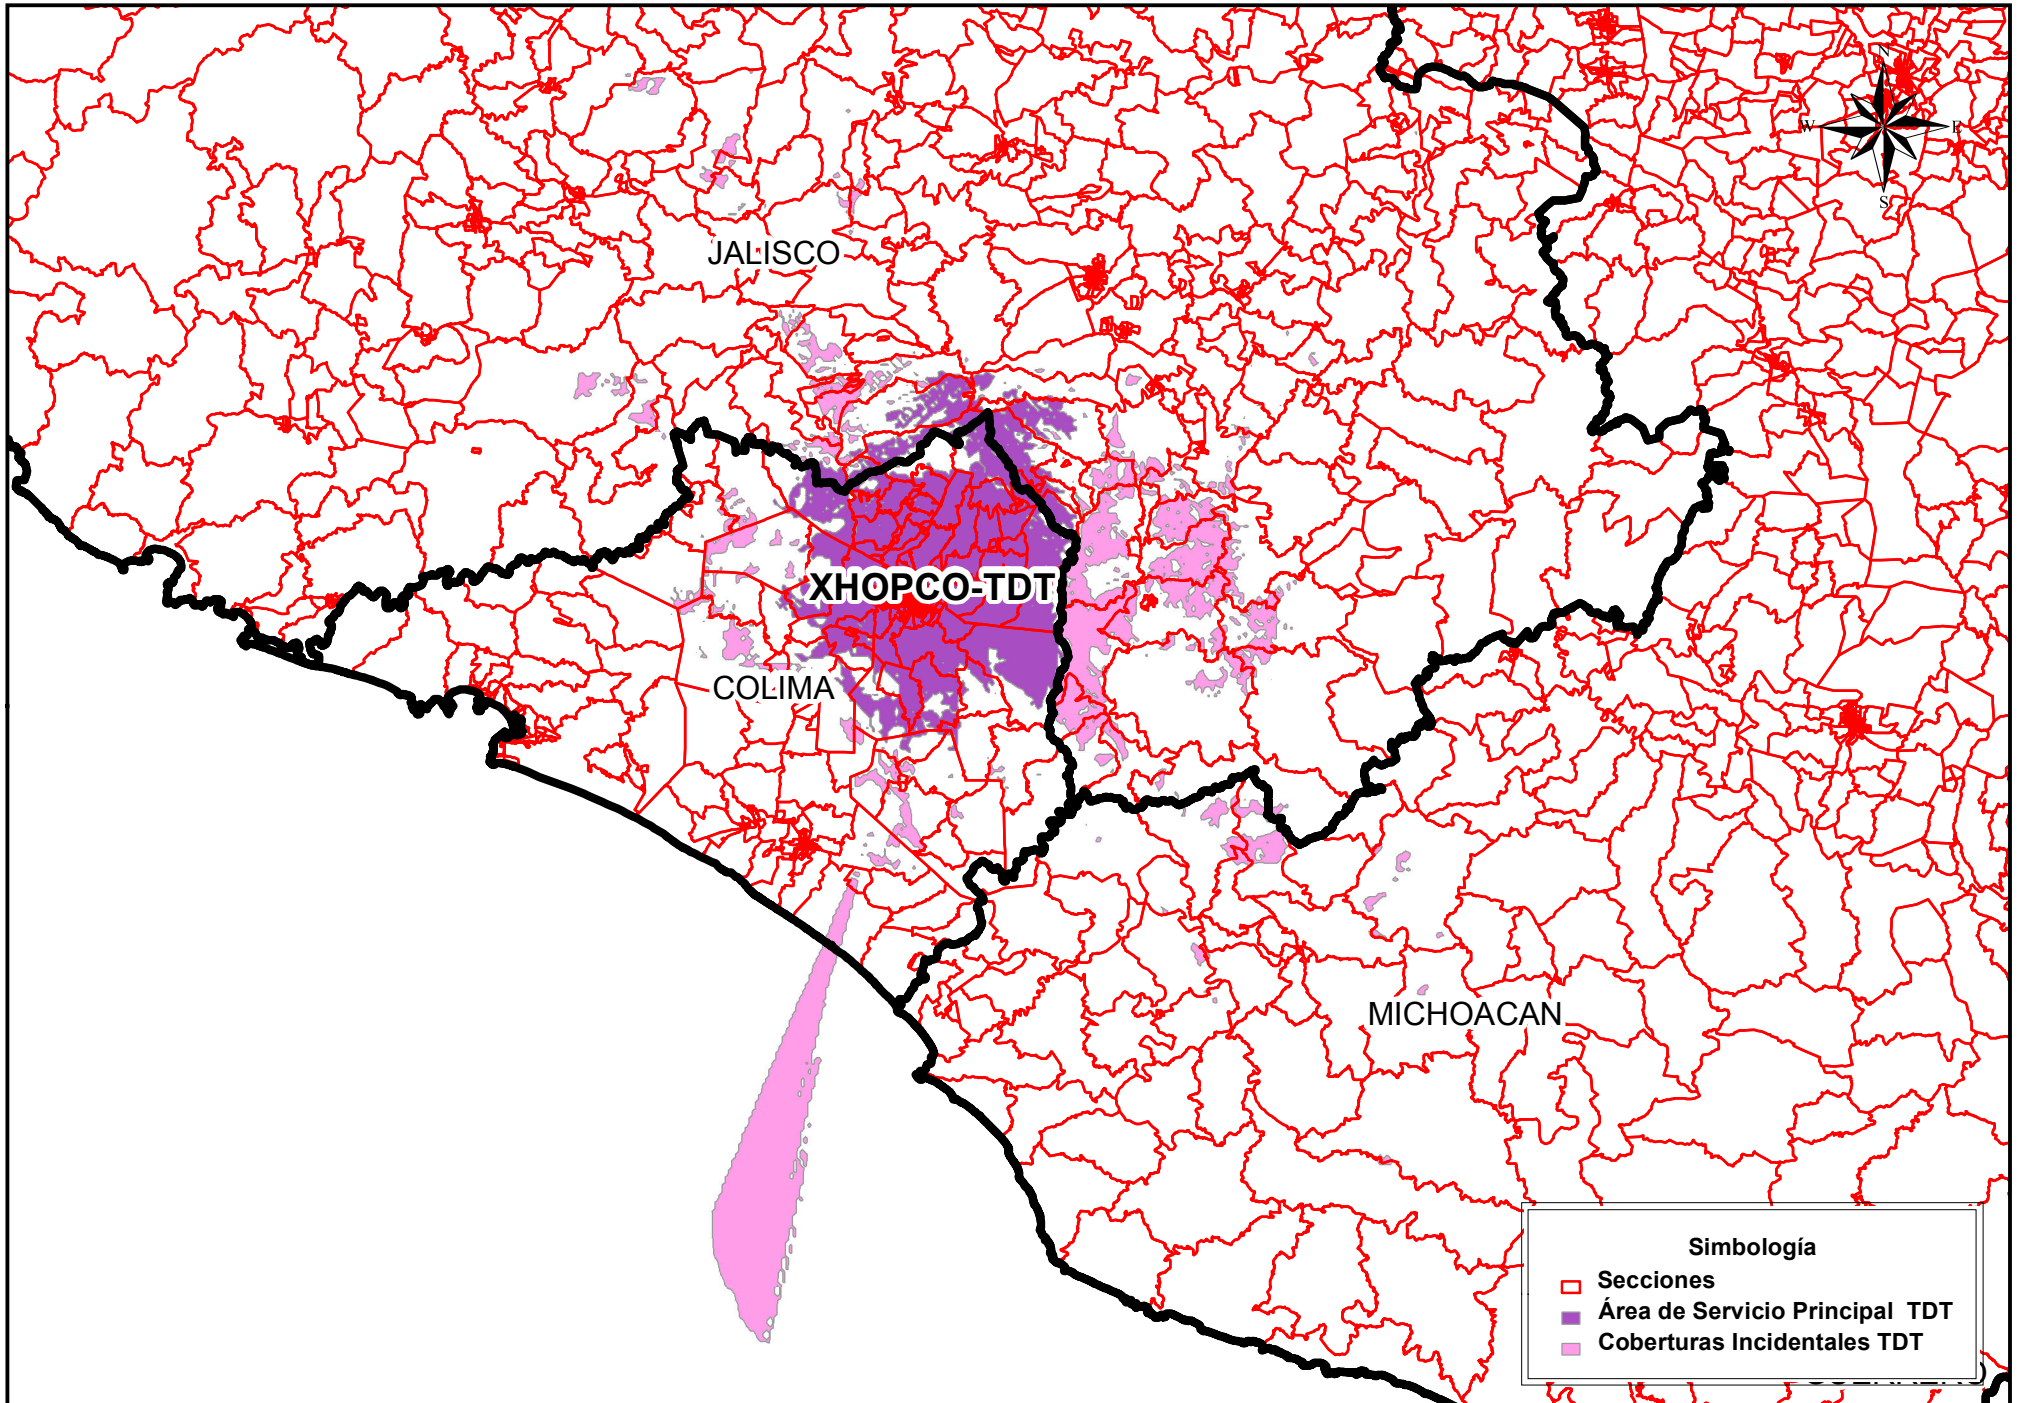 N
W
E
S
JALISCO
XHOPCO-TDT
COLIMA
MICHOACAN
Simbología
Secciones
Área de Servicio Principal TDT
Coberturas Incidentales TDT